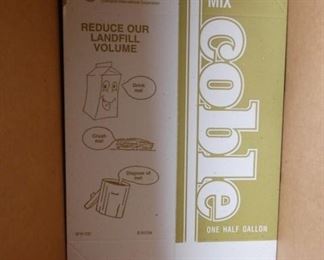 REDUCE OUR
LANDFILL
VOLUME
Drink
me!
Crush
me!
Dispose of
me!
MIX
coble
ONE HALF GALLON